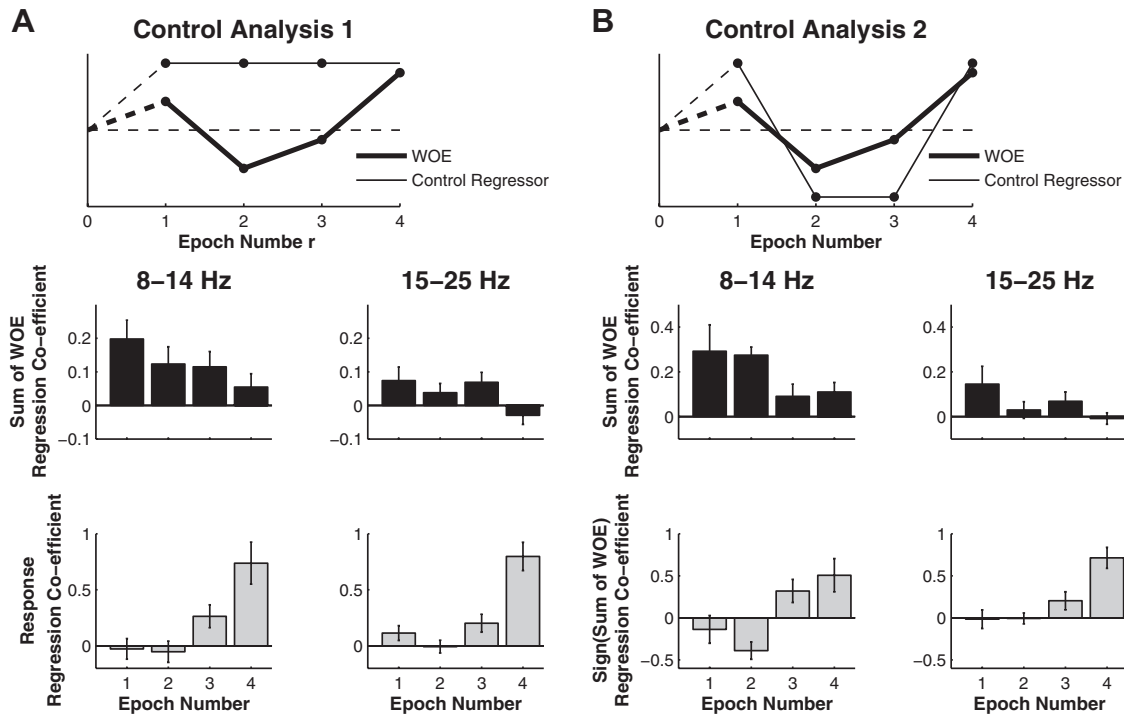 A
Control Analysis 1
WOE
Control Regressor
0 1 2 3 4
Epoch Numbe r
8–14 Hz
15–25 Hz
Sum of WOE
Regression Co-efficient
0.2
0.1
0
−0.1
0.2
0.1
0
−0.1
Response
Regression Co-efficient
1
0.5
0
1
0.5
0
1 2 3 4
Epoch Number
1 2 3 4
Epoch Number
B
Control Analysis 2
WOE
Control Regressor
0 1 2 3 4
Epoch Number
8–14 Hz
15–25 Hz
Sum of WOE
Regression Co-efficient
0.4
0.2
0
0.4
0.2
0
Sign(Sum of WOE)
Regression Co-efficient
1
0.5
0
−0.5
1
0.5
0
−0.5
1 2 3 4
Epoch Number
1 2 3 4
Epoch Number